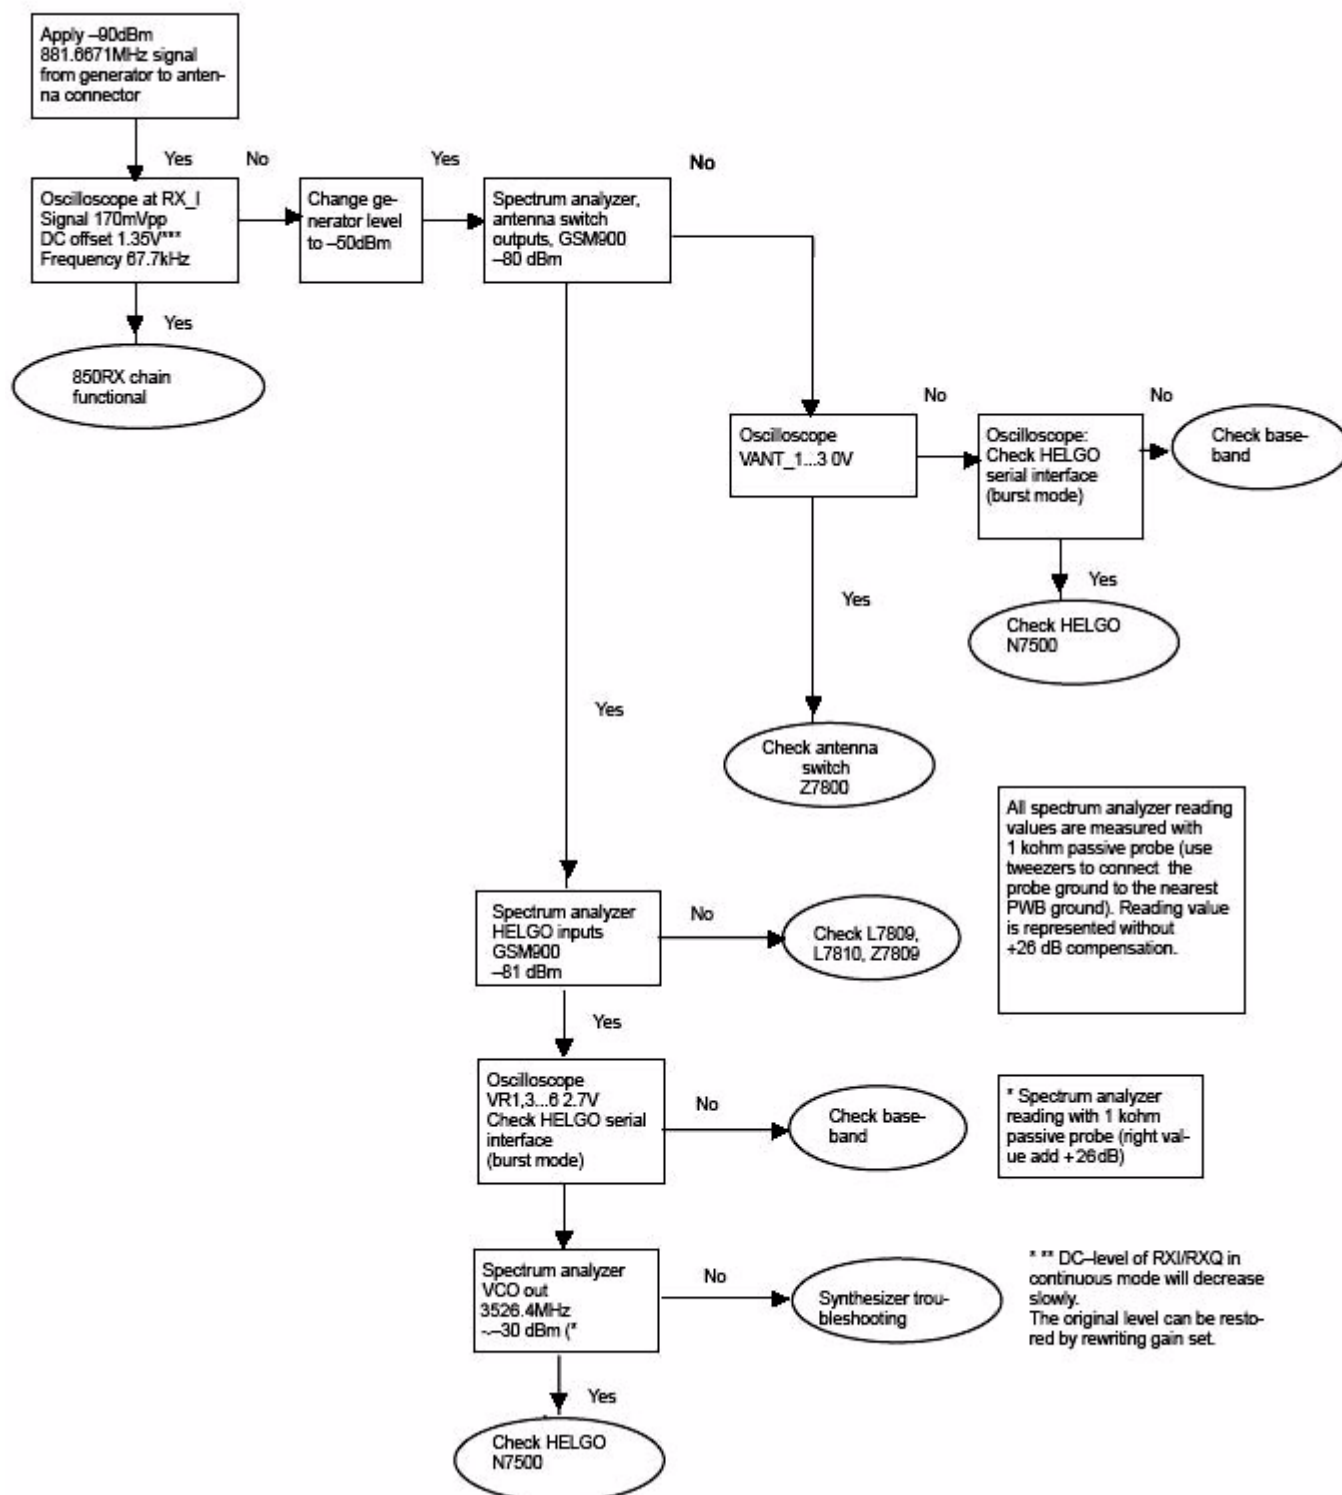 Apply –90dBm
881.6671MHz signal
from generator to anten-
na connector
Yes
No
Yes
No
Oscilloscope at RX_I
Signal 170mVpp
DC offset 1.35V***
Frequency 67.7kHz
Change ge-
nerator level
to –50dBm
Spectrum analyzer,
antenna switch
outputs, GSM900
–80 dBm
Yes
850RX chain
functional
No
No
Oscilloscope
VANT_1...3 0V
Oscilloscope:
Check HELGO
serial interface
(burst mode)
Check base-
band
Yes
Yes
Check HELGO
N7500
Yes
Check antenna
switch
Z7800
All spectrum analyzer reading
values are measured with
1 kohm passive probe (use
tweezers to connect the
probe ground to the nearest
PWB ground). Reading value
is represented without
+26 dB compensation.
Spectrum analyzer
HELGO inputs
GSM900
–81 dBm
No
Check L7809,
L7810, Z7809
Yes
Oscilloscope
VR1,3...6 2.7V
Check HELGO serial
interface
(burst mode)
No
Check base-
band
* Spectrum analyzer
reading with 1 kohm
passive probe (right val-
ue add +26dB)
Spectrum analyzer
VCO out
3526.4MHz
~–30 dBm (*
No
Synthesizer trou-
bleshooting
* ** DC–level of RXI/RXQ in
continuous mode will decrease
slowly.
The original level can be resto-
red by rewriting gain set.
Yes
Check HELGO
N7500